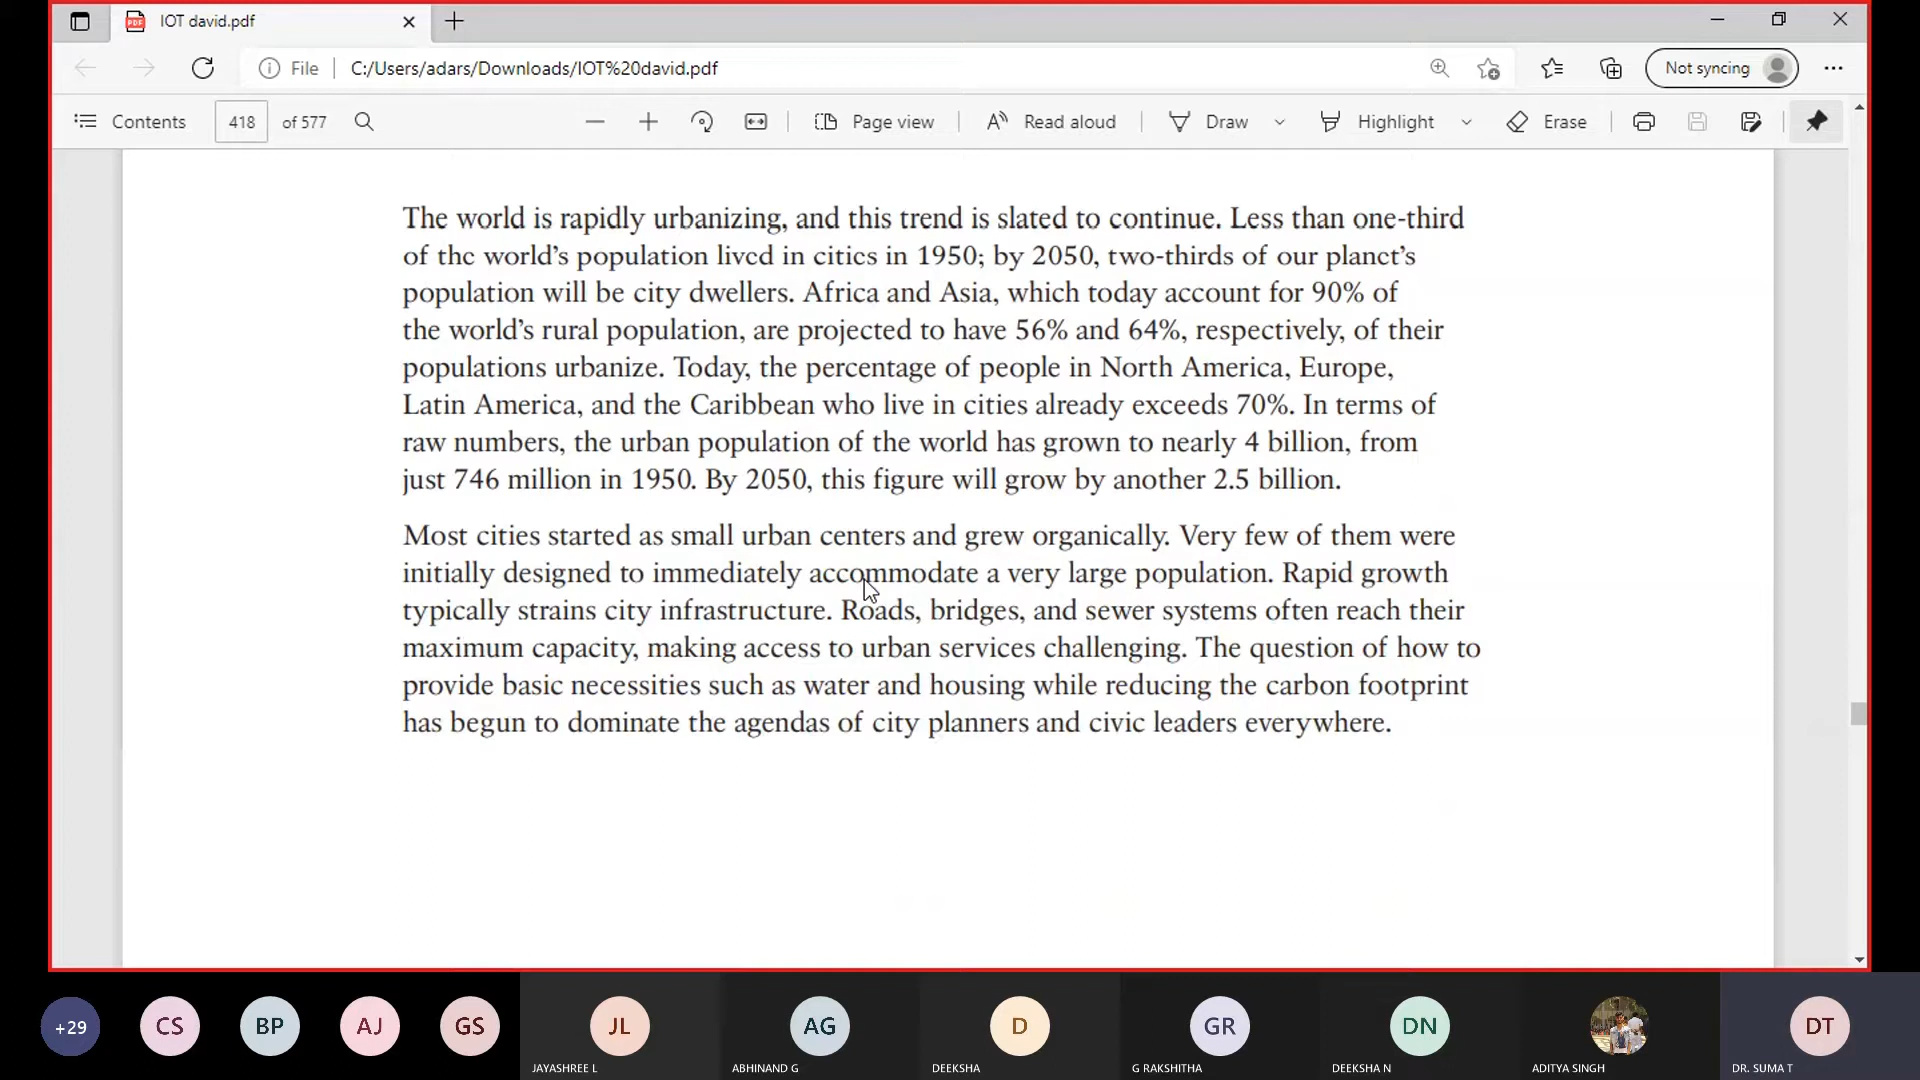 IOT david.pdf
File
C:/Users/adars/Downloads/IOT%20david.pdf
Not syncing
Contents
418
of 577
Page view
Read aloud
Draw
Highlight
Erase
The world is rapidly urbanizing, and this trend is slated to continue. Less than one-third
of the world’s population lived in cities in 1950; by 2050, two-thirds of our planet’s
population will be city dwellers. Africa and Asia, which today account for 90% of
the world’s rural population, are projected to have 56% and 64%, respectively, of their
populations urbanize. Today, the percentage of people in North America, Europe,
Latin America, and the Caribbean who live in cities already exceeds 70%. In terms of
raw numbers, the urban population of the world has grown to nearly 4 billion, from
just 746 million in 1950. By 2050, this figure will grow by another 2.5 billion.
Most cities started as small urban centers and grew organically. Very few of them were
initially designed to immediately accommodate a very large population. Rapid growth
typically strains city infrastructure. Roads, bridges, and sewer systems often reach their
maximum capacity, making access to urban services challenging. The question of how to
provide basic necessities such as water and housing while reducing the carbon footprint
has begun to dominate the agendas of city planners and civic leaders everywhere.
+29
CS
BP
AJ
GS
JL
AG
D
GR
DN
DT
JAYASHREE L
ABHINAND G
DEEKSHA
G RAKSHITHA
DEEKSHA N
ADITYA SINGH
DR. SUMA T